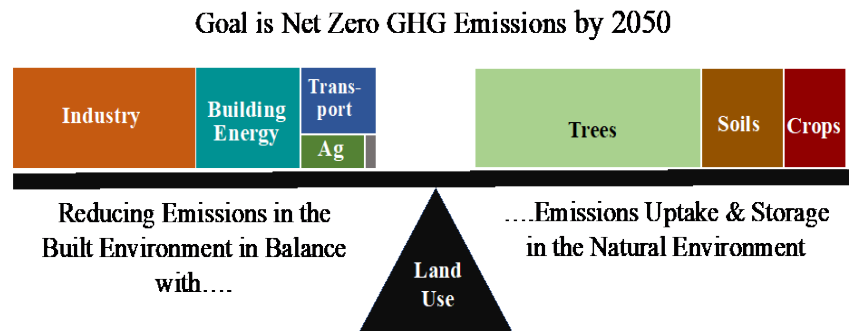 Goal is Net Zero GHG Emissions by 2050
Industry
Building
Energy
Trans-
port
Ag
Trees
Soils
Crops
Reducing Emissions in the
Built Environment in Balance
with....
....Emissions Uptake & Storage
in the Natural Environment
Land
Use